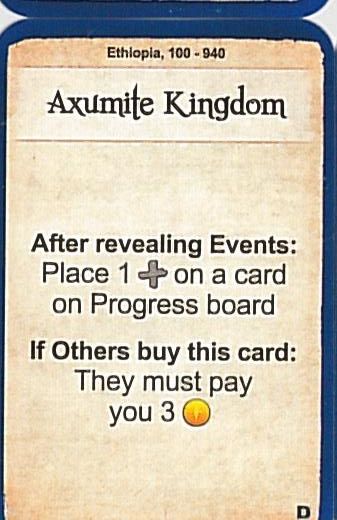 Ethiopia, 100 - 940
Axumite Kingdom
After revealing Events:
Place 1 on a card
on Progress board
If Others buy this card:
They must pay
you 3
D